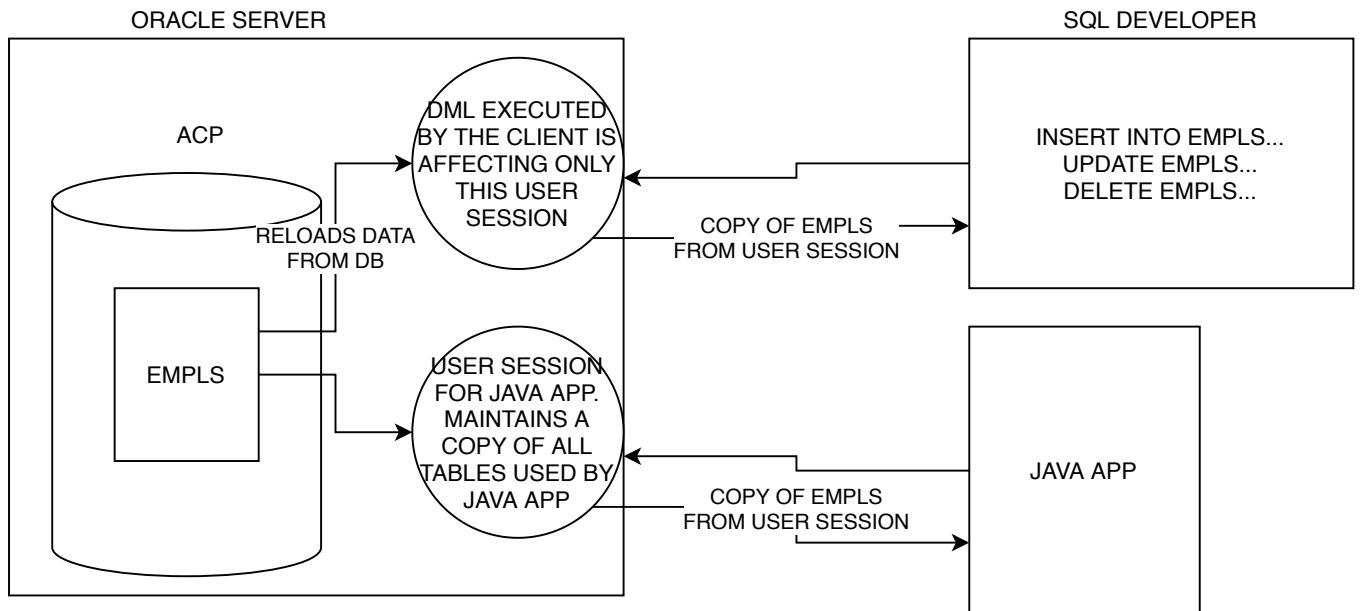 ORACLE SERVER
SQL DEVELOPER
ACP
DML EXECUTED
BY THE CLIENT IS
AFFECTING ONLY
THIS USER
SESSION
INSERT INTO EMPLS...
UPDATE EMPLS...
DELETE EMPLS...
RELOADS DATA
FROM DB
COPY OF EMPLS
FROM USER SESSION
EMPLS
USER SESSION
FOR JAVA APP.
MAINTAINS A
COPY OF ALL
TABLES USED BY
JAVA APP
JAVA APP
COPY OF EMPLS
FROM USER SESSION